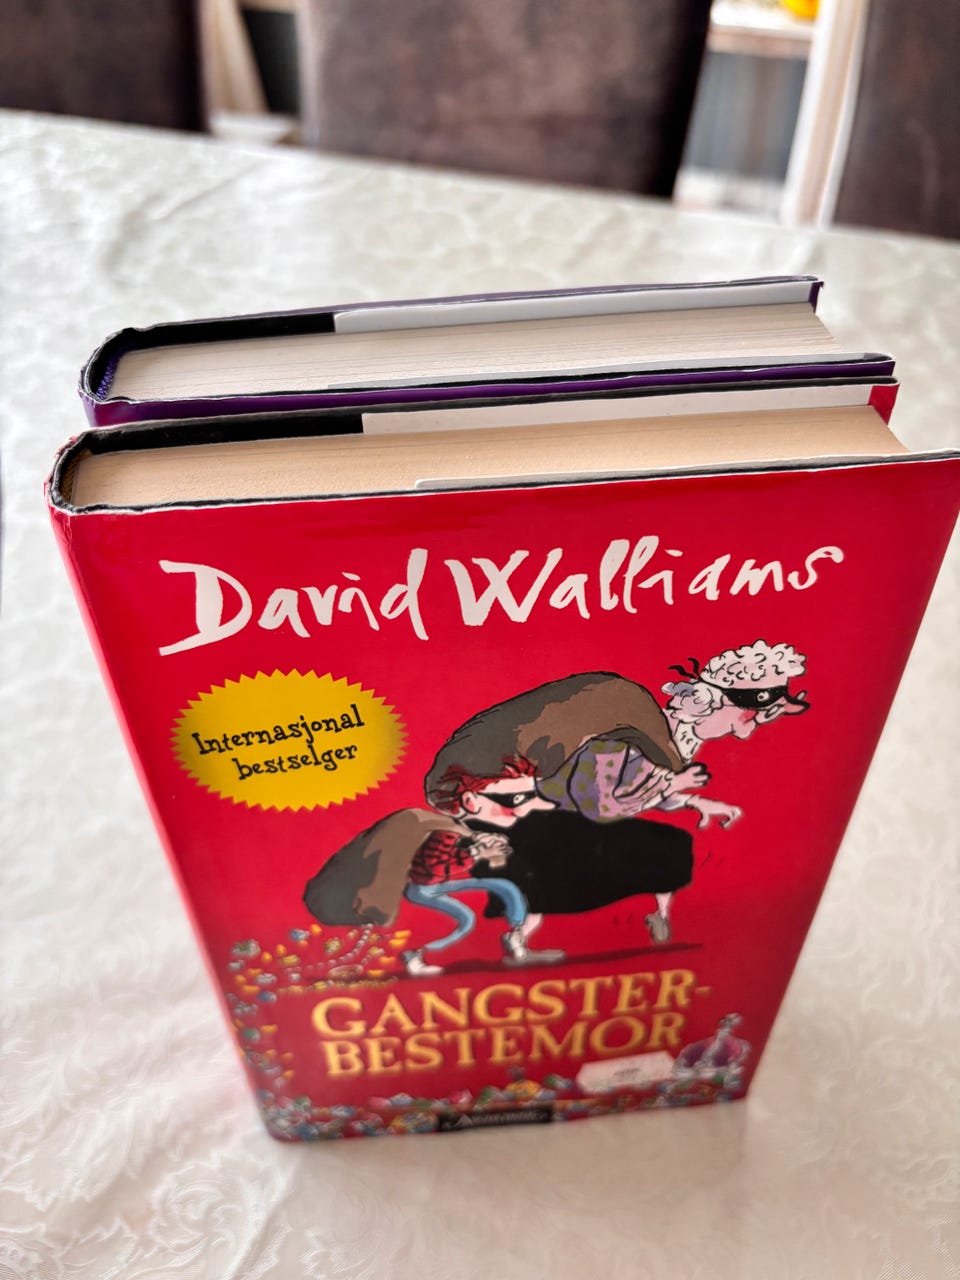 David Walliams
Internasjonal
bestselger
GANGSTER-
BESTEMOR